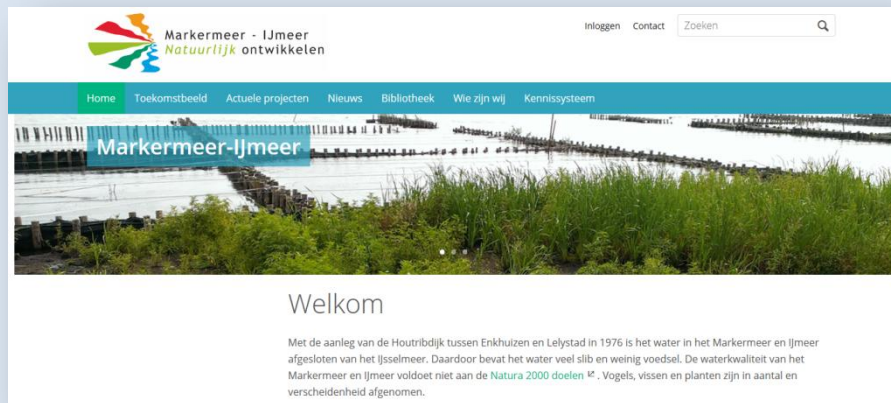 Markermeer - IJmeer
Natuurlijk ontwikkelen
Inloggen Contact Zoeken
Home Toekomstbeeld Actuele projecten Nieuws Bibliotheek Wie zijn wij Kennissysteem
Markermeer-IJmeer
Welkom
Met de aanleg van de Houtribdijk tussen Enkhuizen en Lelystad in 1976 is het water in het Markermeer en IJmeer
afgesloten van het IJsselmeer. Daardoor bevat het water veel slib en weinig voedsel. De waterkwaliteit van het
Markermeer en IJmeer voldoet niet aan de Natura 2000 doelen . Vogels, vissen en planten zijn in aantal en
verscheidenheid afgenomen.